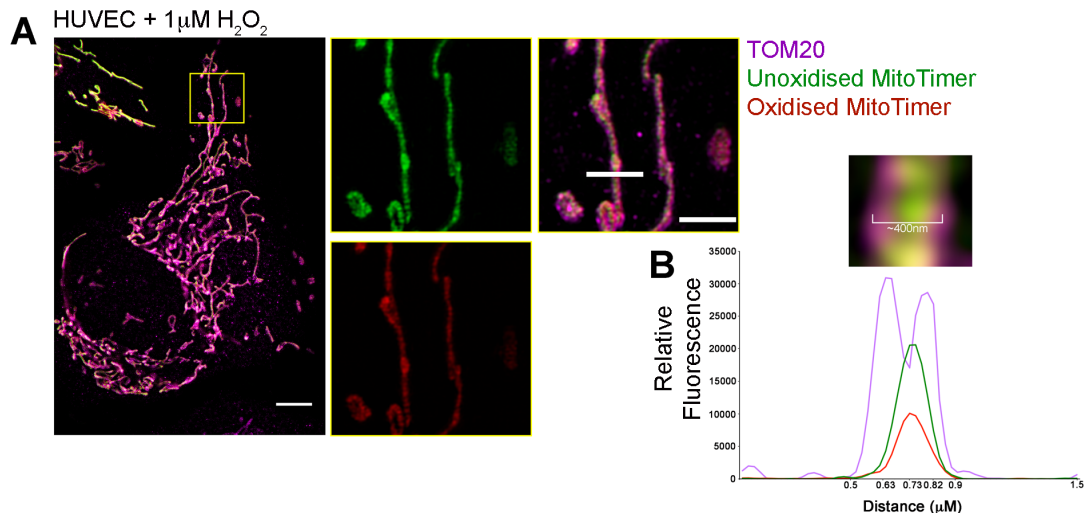 A
HUVEC + 1μM H₂O₂
TOM20
Unoxidised MitoTimer
Oxidised MitoTimer
~400nm
B
Relative
Fluorescence
35000
30000
25000
20000
15000
10000
5000
0
0.5 0.63 0.73 0.82 0.9 1.5
Distance (μM)